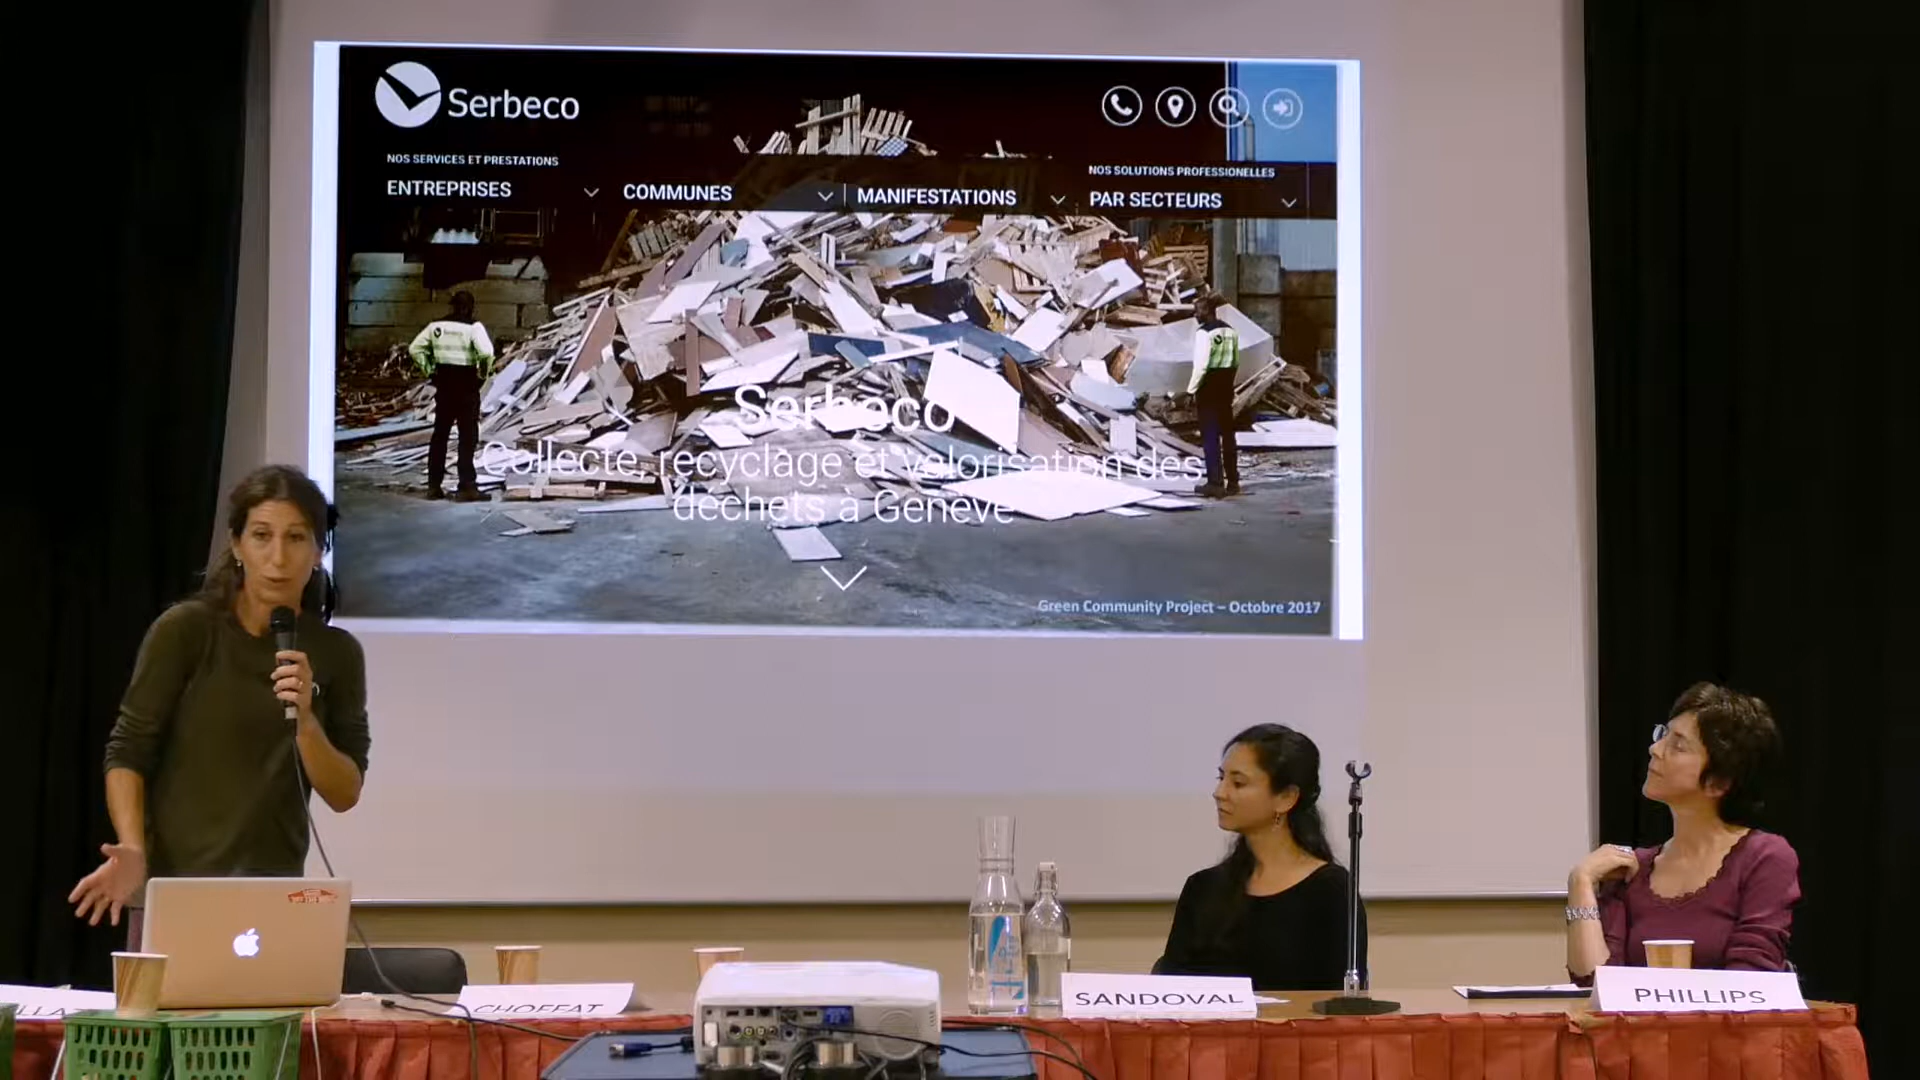 Serbeco
NOS SERVICES ET PRESTATIONS
NOS SOLUTIONS PROFESSIONELLES
ENTREPRISES
COMMUNES
MANIFESTATIONS
PAR SECTEURS
Serbeco
Collecte, recyclage et valorisation des
déchets à Genève
Green Community Project – Octobre 2017
CHOFFAT
SANDOVAL
PHILLIPS